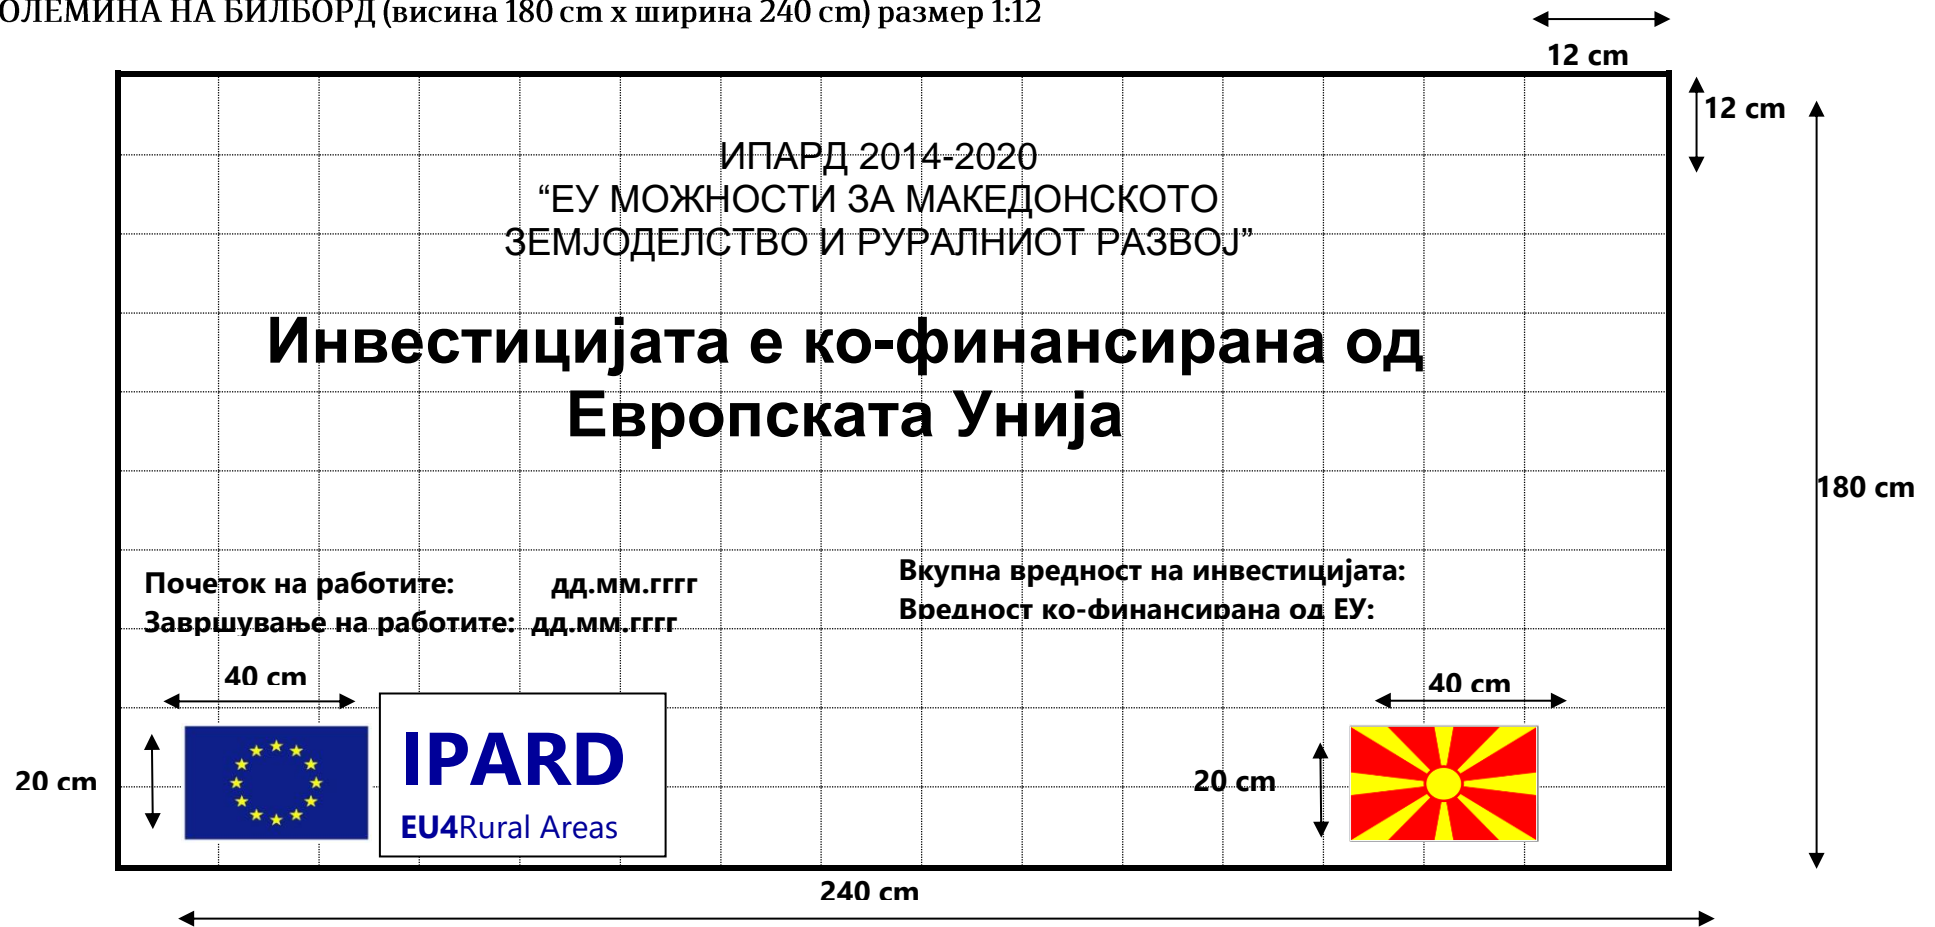 ОЛЕМИНА НА БИЛБОРД (висина 180 cm x ширина 240 cm) размер 1:12
12 cm
12 cm
ИПАРД 2014-2020
“ЕУ МОЖНОСТИ ЗА МАКЕДОНСКОТО
ЗЕМЈОДЕЛСТВО И РУРАЛНИОТ РАЗВОЈ”
Инвестицијата е ко-финансирана од
Европската Унија
180 cm
Почеток на работите: дд.мм.гггг
Завршување на работите: дд.мм.гггг
Вкупна вредност на инвестицијата:
Вредност ко-финансирана од ЕУ:
40 cm
40 cm
20 cm
IPARD
EU4Rural Areas
20 cm
240 cm